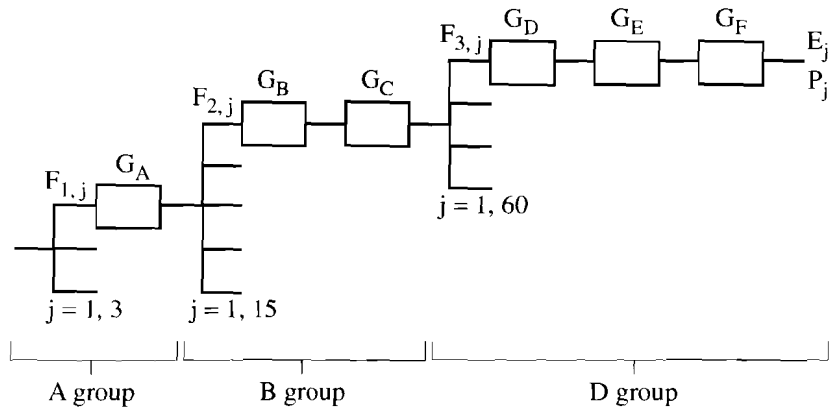 F3, j GD GE GF Ej
Pj
F2, j GB GC
F1, j GA
j = 1, 60
j = 1, 3 j = 1, 15
A group B group D group